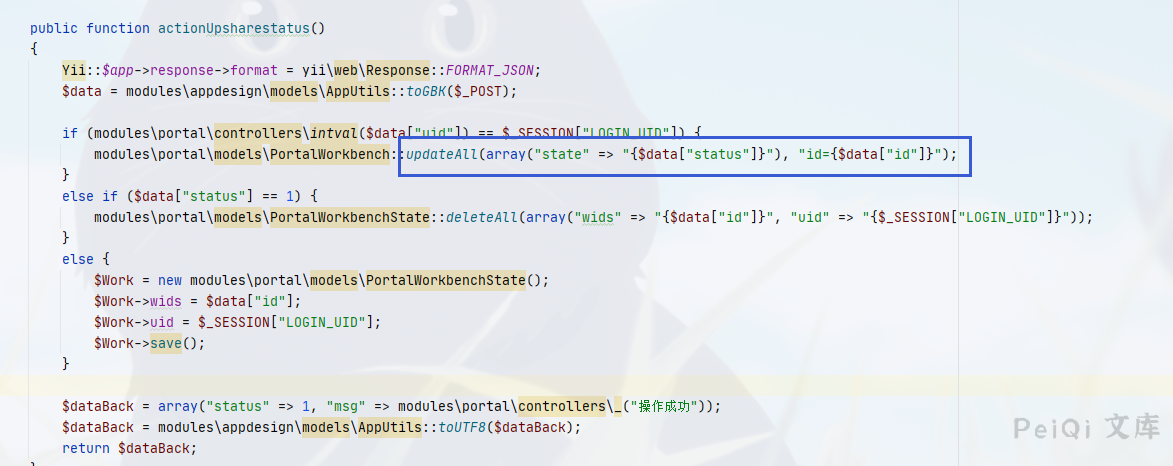 public function actionUpsharestatus()
{
    Yii::$app->response->format = yii\web\Response::FORMAT_JSON;
    $data = modules\appdesign\models\AppUtils::toGBK($_POST);

    if (modules\portal\controllers\intval($data["uid"]) == $_SESSION["LOGIN_UID"]) {
        modules\portal\models\PortalWorkbench::updateAll(array("state" => "{$data["status"]}"), "id={$data["id"]}");
    }
    else if ($data["status"] == 1) {
        modules\portal\models\PortalWorkbenchState::deleteAll(array("wids" => "{$data["id"]}", "uid" => "{$_SESSION["LOGIN_UID"]}"));
    }
    else {
        $Work = new modules\portal\models\PortalWorkbenchState();
        $Work->wids = $data["id"];
        $Work->uid = $_SESSION["LOGIN_UID"];
        $Work->save();
    }

    $dataBack = array("status" => 1, "msg" => modules\portal\controllers\_("操作成功"));
    $dataBack = modules\appdesign\models\AppUtils::toUTF8($dataBack);
    return $dataBack;
PeiQi 文库